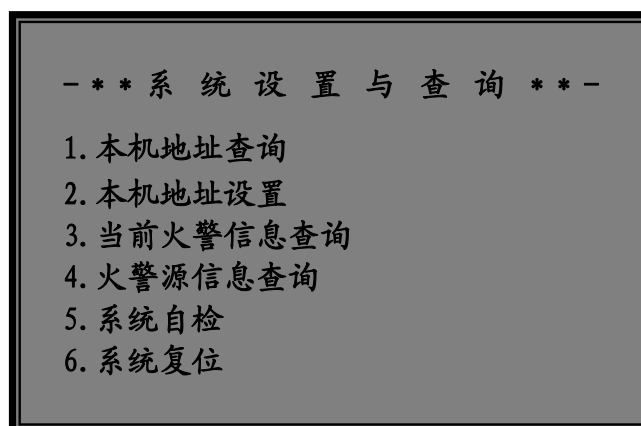 -**系 统 设 置 与 查 询 **-
1.本机地址查询
2.本机地址设置
3.当前火警信息查询
4.火警源信息查询
5.系统自检
6.系统复位